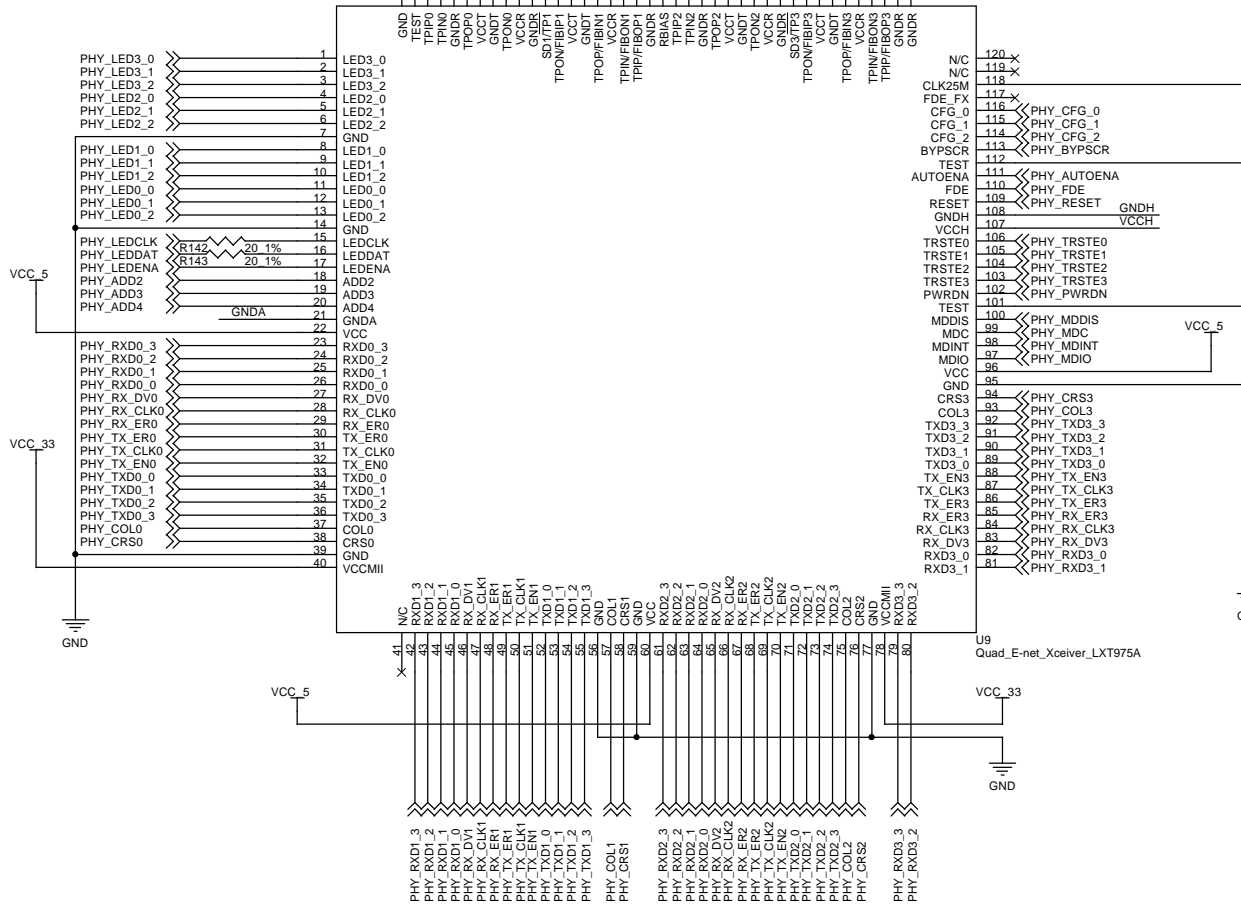 GND
TEST
TPIP0
TPIN0
GNDR
TPOP0
VCCT
GNDT
TPON0
VCCR
GNDR
SD1/TP1
TPON/FIBIP1
VCCT
GNDT
TPOP/FIBIN1
VCCR
TPIN/FIBON1
TPIP/FIBOP1
GNDR
RBIAS
TPIP2
TPIN2
GNDR
TPOP2
VCCT
GNDT
TPON2
VCCR
GNDR
SD3/TP3
TPON/FIBIP3
VCCT
GNDT
TPOP/FIBIN3
VCCR
GNDR
TPIN/FIBON3
TPIP/FIBOP3
GNDR
GNDR
PHY_LED3_0 1 LED3_0
PHY_LED3_1 2 LED3_1
PHY_LED3_2 3 LED3_2
PHY_LED2_0 4 LED2_0
PHY_LED2_1 5 LED2_1
PHY_LED2_2 6 LED2_2
7 GND
PHY_LED1_0 8 LED1_0
PHY_LED1_1 9 LED1_1
PHY_LED1_2 10 LED1_2
PHY_LED0_0 11 LED0_0
PHY_LED0_1 12 LED0_1
PHY_LED0_2 13 LED0_2
14 GND
PHY_LEDCLK 15 LEDCLK
R142 20_1%
PHY_LEDDAT 16 LEDDAT
R143 20_1%
PHY_LEDENA 17 LEDENA
VCC_5
PHY_ADD2 18 ADD2
PHY_ADD3 19 ADD3
PHY_ADD4 20 ADD4
GNDA 21 GNDA
22 VCC
PHY_RXD0_3 23 RXD0_3
PHY_RXD0_2 24 RXD0_2
PHY_RXD0_1 25 RXD0_1
PHY_RXD0_0 26 RXD0_0
PHY_RX_DV0 27 RX_DV0
PHY_RX_CLK0 28 RX_CLK0
PHY_RX_ER0 29 RX_ER0
PHY_TX_ER0 30 TX_ER0
VCC_33
PHY_TX_CLK0 31 TX_CLK0
PHY_TX_EN0 32 TX_EN0
PHY_TXD0_0 33 TXD0_0
PHY_TXD0_1 34 TXD0_1
PHY_TXD0_2 35 TXD0_2
PHY_TXD0_3 36 TXD0_3
PHY_COL0 37 COL0
PHY_CRS0 38 CRS0
39 GND
40 VCCMII
GND
N/C 120
N/C 119
CLK25M 118
FDE_FX 117
CFG_0 116 PHY_CFG_0
CFG_1 115 PHY_CFG_1
CFG_2 114 PHY_CFG_2
BYPSCR 113 PHY_BYPSCR
TEST 112
AUTOENA 111 PHY_AUTOENA
FDE 110 PHY_FDE
RESET 109 PHY_RESET
GNDH 108 GNDH
VCCH 107 VCCH
TRSTE0 106 PHY_TRSTE0
TRSTE1 105 PHY_TRSTE1
TRSTE2 104 PHY_TRSTE2
TRSTE3 103 PHY_TRSTE3
PWRDN 102 PHY_PWRDN
TEST 101
MDDIS 100 PHY_MDDIS
MDC 99 PHY_MDC
VCC_5
MDINT 98 PHY_MDINT
MDIO 97 PHY_MDIO
VCC 96
GND 95
CRS3 94 PHY_CRS3
COL3 93 PHY_COL3
TXD3_3 92 PHY_TXD3_3
TXD3_2 91 PHY_TXD3_2
TXD3_1 90 PHY_TXD3_1
TXD3_0 89 PHY_TXD3_0
TX_EN3 88 PHY_TX_EN3
TX_CLK3 87 PHY_TX_CLK3
TX_ER3 86 PHY_TX_ER3
RX_ER3 85 PHY_RX_ER3
RX_CLK3 84 PHY_RX_CLK3
RX_DV3 83 PHY_RX_DV3
RXD3_0 82 PHY_RXD3_0
RXD3_1 81 PHY_RXD3_1
N/C 41
RXD1_3 42 PHY_RXD1_3
RXD1_2 43 PHY_RXD1_2
RXD1_1 44 PHY_RXD1_1
RXD1_0 45 PHY_RXD1_0
RX_DV1 46 PHY_RX_DV1
RX_CLK1 47 PHY_RX_CLK1
RX_ER1 48 PHY_RX_ER1
TX_ER1 49 PHY_TX_ER1
TX_CLK1 50 PHY_TX_CLK1
TX_EN1 51 PHY_TX_EN1
TXD1_0 52 PHY_TXD1_0
TXD1_1 53 PHY_TXD1_1
TXD1_2 54 PHY_TXD1_2
TXD1_3 55 PHY_TXD1_3
GND 56
COL1 57 PHY_COL1
CRS1 58 PHY_CRS1
GND 59
VCC 60
RXD2_3 61 PHY_RXD2_3
RXD2_2 62 PHY_RXD2_2
RXD2_1 63 PHY_RXD2_1
RXD2_0 64 PHY_RXD2_0
RX_DV2 65 PHY_RX_DV2
RX_CLK2 66 PHY_RX_CLK2
RX_ER2 67 PHY_RX_ER2
TX_ER2 68 PHY_TX_ER2
TX_CLK2 69 PHY_TX_CLK2
TX_EN2 70 PHY_TX_EN2
TXD2_0 71 PHY_TXD2_0
TXD2_1 72 PHY_TXD2_1
TXD2_2 73 PHY_TXD2_2
TXD2_3 74 PHY_TXD2_3
COL2 75 PHY_COL2
CRS2 76 PHY_CRS2
GND 77
VCCMII 78
RXD3_3 79 PHY_RXD3_3
RXD3_2 80 PHY_RXD3_2
U9
Quad_E-net_Xceiver_LXT975A
VCC_5
VCC_33
GND